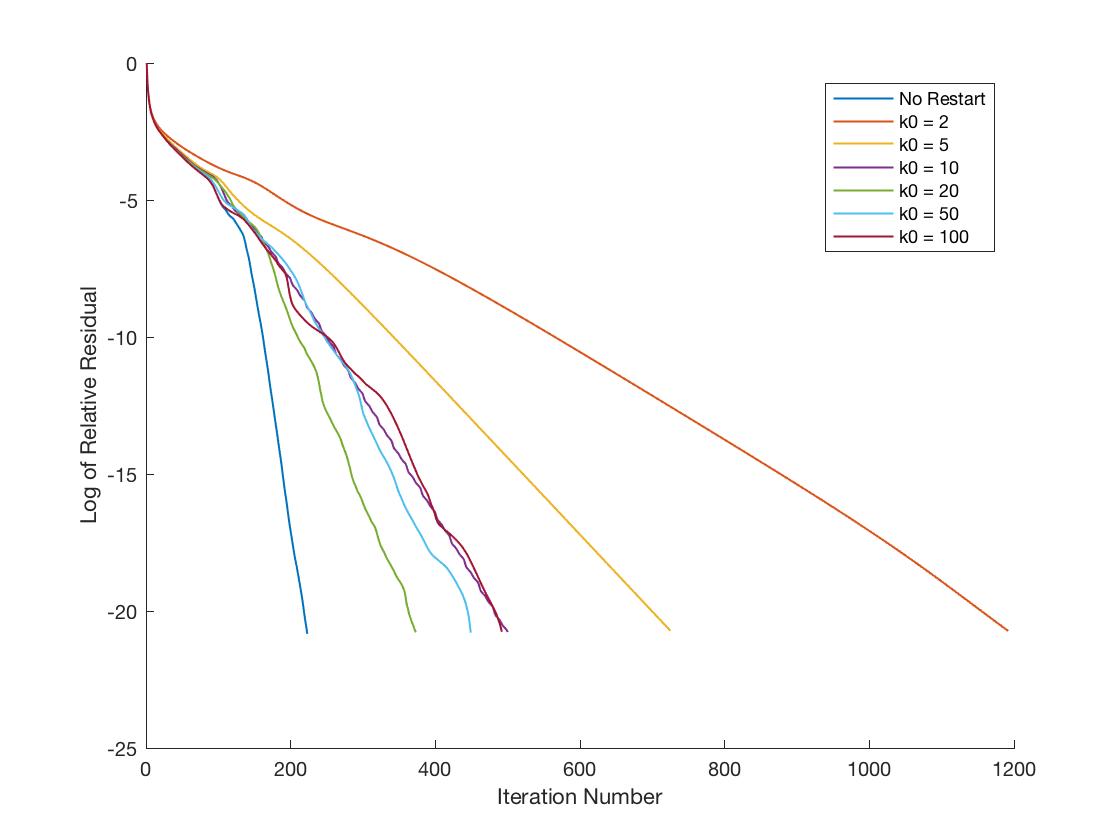 0
-5
-10
-15
-20
-25
Log of Relative Residual
0 200 400 600 800 1000 1200
Iteration Number
No Restart
k0 = 2
k0 = 5
k0 = 10
k0 = 20
k0 = 50
k0 = 100